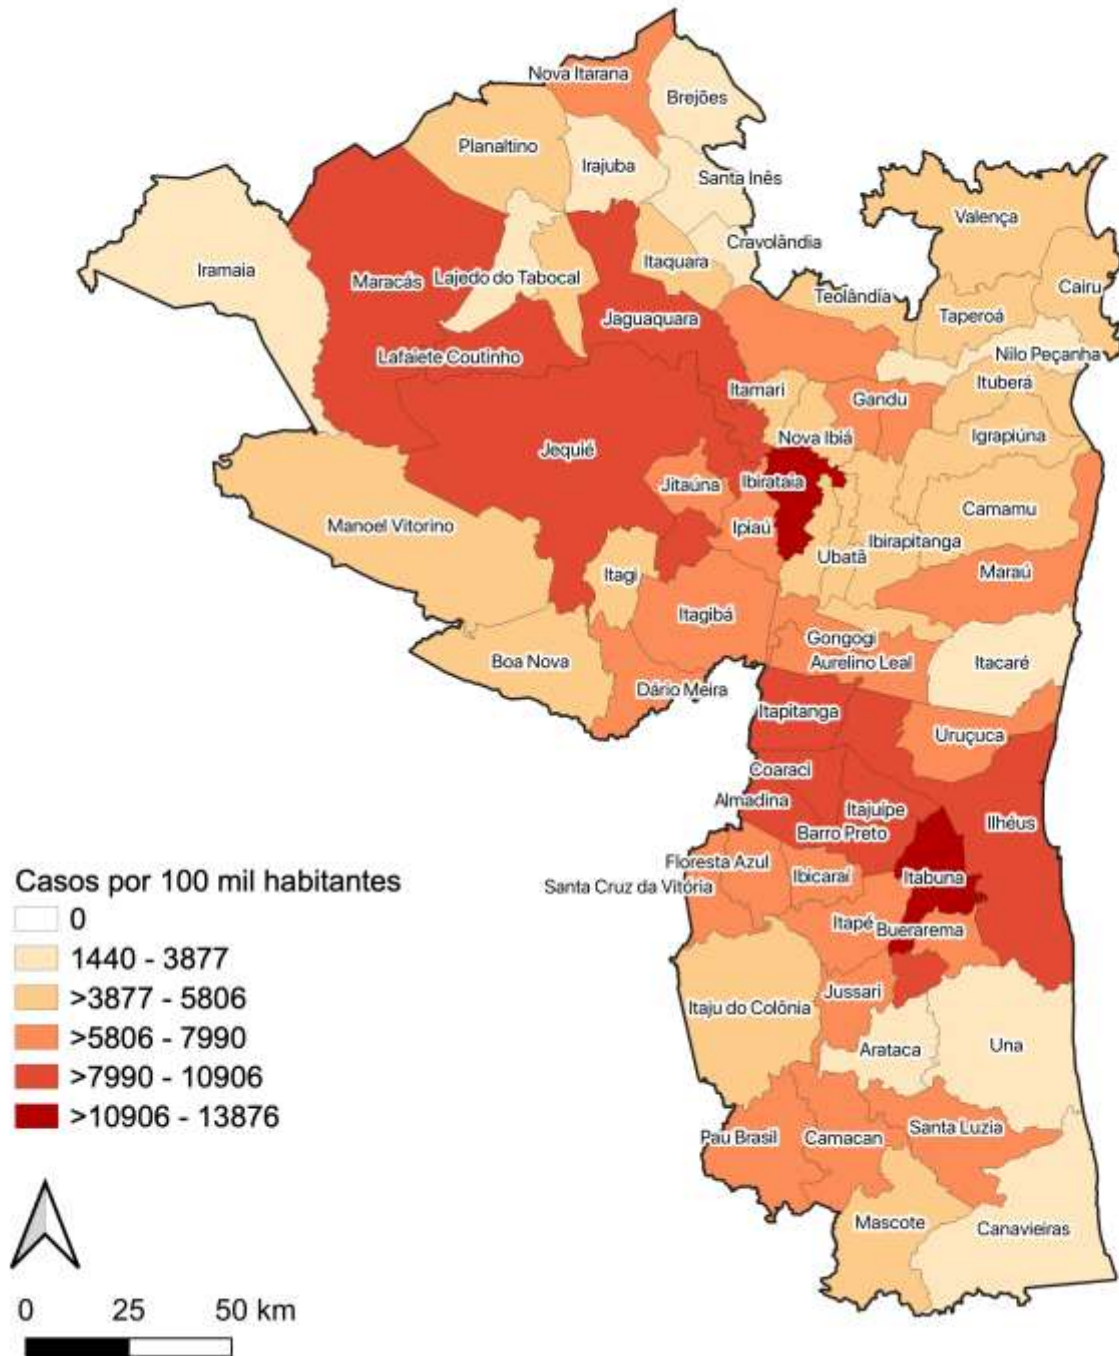 Nova Itarana
Brejões
Planaltino
Irajuba
Santa Inês
Valença
Cravolândia
Iramaia
Itaquara
Maracás
Lajedo do Tabocal
Cairu
Teolândia
Taperoá
Jaguaquara
Lafaiete Coutinho
Nilo Peçanha
Ituberá
Itamari
Gandu
Nova Ibiá
Igrapiúna
Jequié
Jitaúna
Ibirataia
Camamu
Manoel Vitorino
Ipiaú
Ibirapitanga
Ubatã
Itagi
Maraú
Itagibá
Gongogi
Boa Nova
Aurelino Leal
Itacaré
Dário Meira
Itapitanga
Uruçuca
Coaraci
Almadina
Itajuípe
Ilhéus
Barro Preto
Floresta Azul
Ibicaraí
Itabuna
Santa Cruz da Vitória
Itapé
Buerarema
Jussari
Itaju do Colônia
Arataca
Una
Santa Luzia
Pau Brasil
Camacan
Mascote
Canavieiras
Casos por 100 mil habitantes
0
1440 - 3877
>3877 - 5806
>5806 - 7990
>7990 - 10906
>10906 - 13876
0 25 50 km